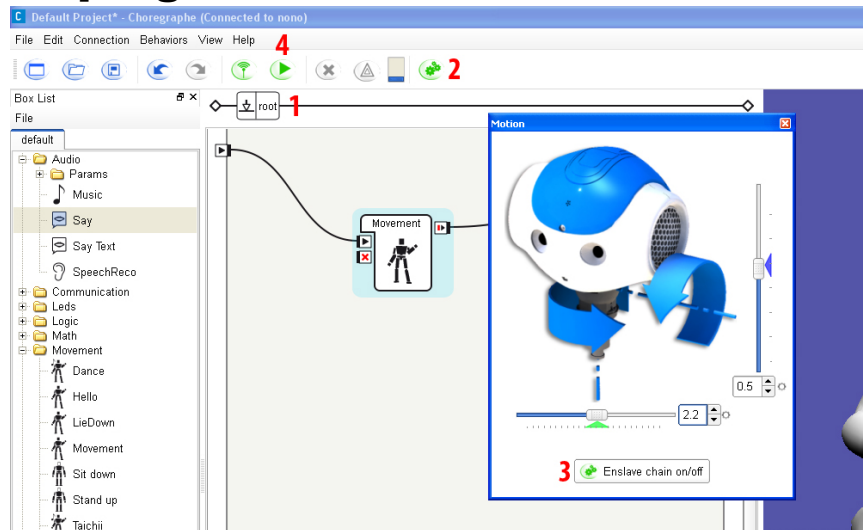 Default Project* - Choregraphe (Connected to nono)
File Edit Connection Behaviors View Help
4
2
Box List
File
default
Audio
Params
Music
Say
Say Text
SpeechReco
Communication
Leds
Logic
Math
Movement
Dance
Hello
LieDown
Movement
Sit down
Stand up
Taichii
root 1
Movement
Motion
0.5
2.2
3 Enslave chain on/off